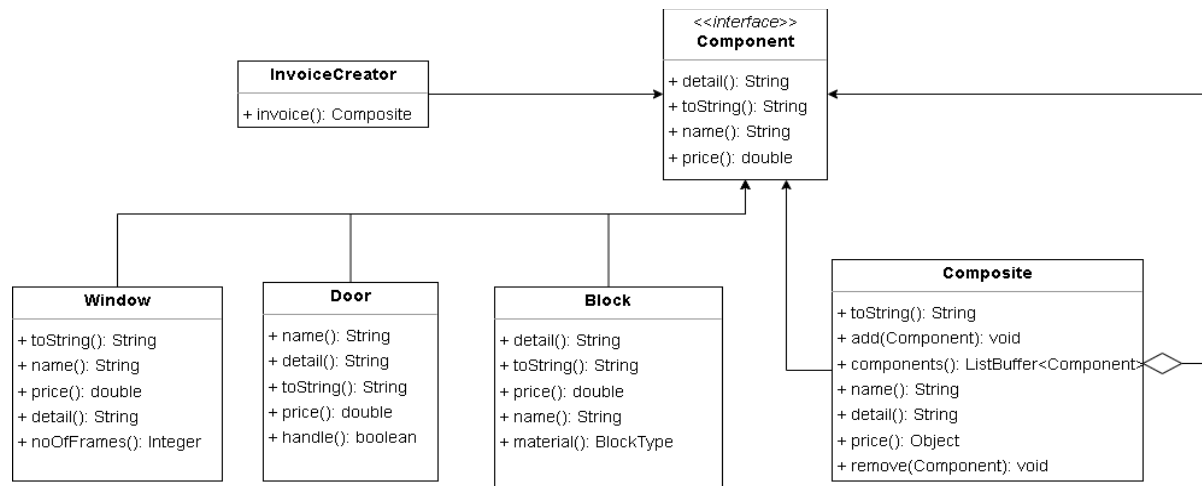 <<interface>>
Component
+ detail(): String
+ toString(): String
+ name(): String
+ price(): double
InvoiceCreator
+ invoice(): Composite
Window
+ toString(): String
+ name(): String
+ price(): double
+ detail(): String
+ noOfFrames(): Integer
Door
+ name(): String
+ detail(): String
+ toString(): String
+ price(): double
+ handle(): boolean
Block
+ detail(): String
+ toString(): String
+ price(): double
+ name(): String
+ material(): BlockType
Composite
+ toString(): String
+ add(Component): void
+ components(): ListBuffer<Component>
+ name(): String
+ detail(): String
+ price(): Object
+ remove(Component): void